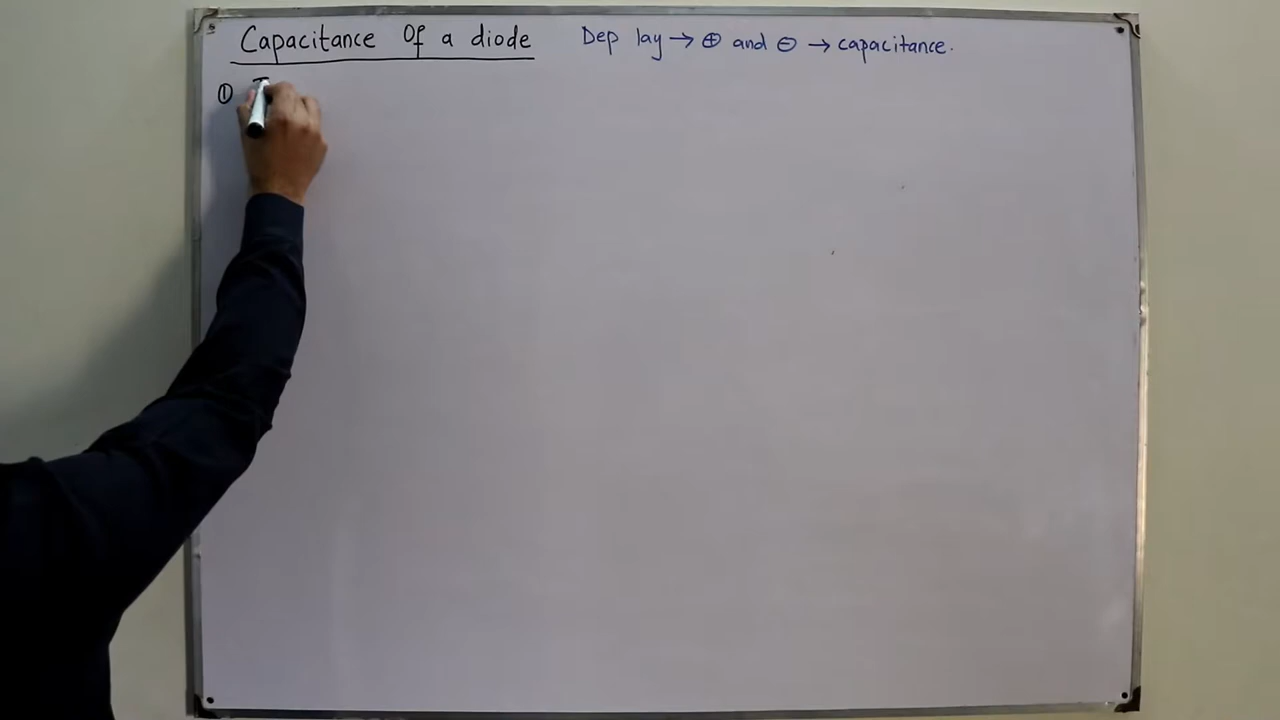 Capacitance Of a diode Dep lay → ⊕ and ⊖ → capacitance.
①